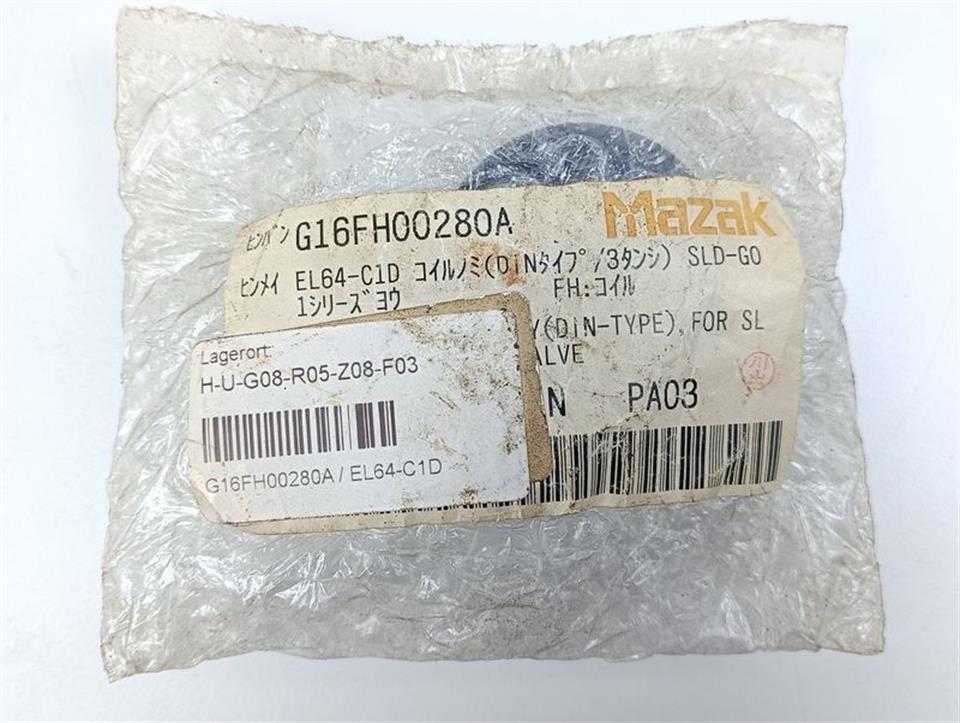 Mazak
ﾋﾝﾊﾞﾝ G16FH00280A
ﾋﾝﾒｲ EL64-C1D ｺｲﾙﾉﾐ(DINﾀｲﾌﾟ/3ﾀﾝｼ) SLD-G0
1ｼﾘｰｽﾞﾖｳ FH:ｺｲﾙ
Y(DIN-TYPE),FOR SL
ALVE
N PA03
Lagerort:
H-U-G08-R05-Z08-F03
G16FH00280A / EL64-C1D